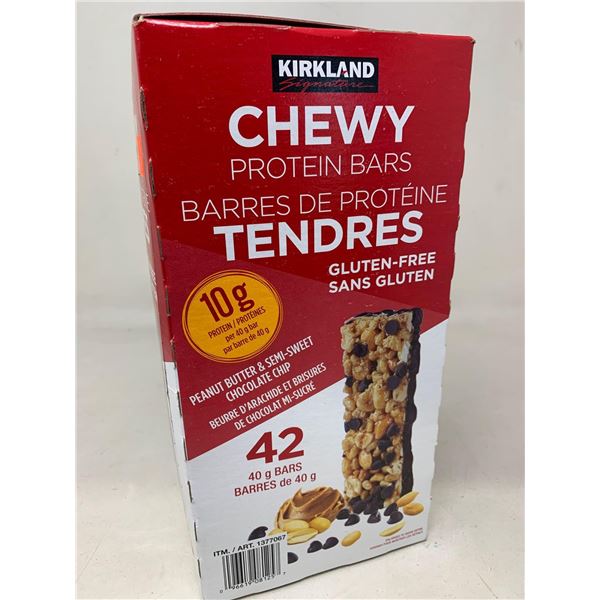 KIRKLAND
Signature
CHEWY
PROTEIN BARS
BARRES DE PROTÉINE
TENDRES
GLUTEN-FREE
SANS GLUTEN
10g
PROTEIN / PROTÉINES
per 40 g bar
par barre de 40 g
PEANUT BUTTER & SEMI-SWEET
CHOCOLATE CHIP
BEURRE D'ARACHIDE ET BRISURES
DE CHOCOLAT MI-SUCRÉ
42
40 g BARS
BARRES de 40 g
ITM. / ART. 1377087